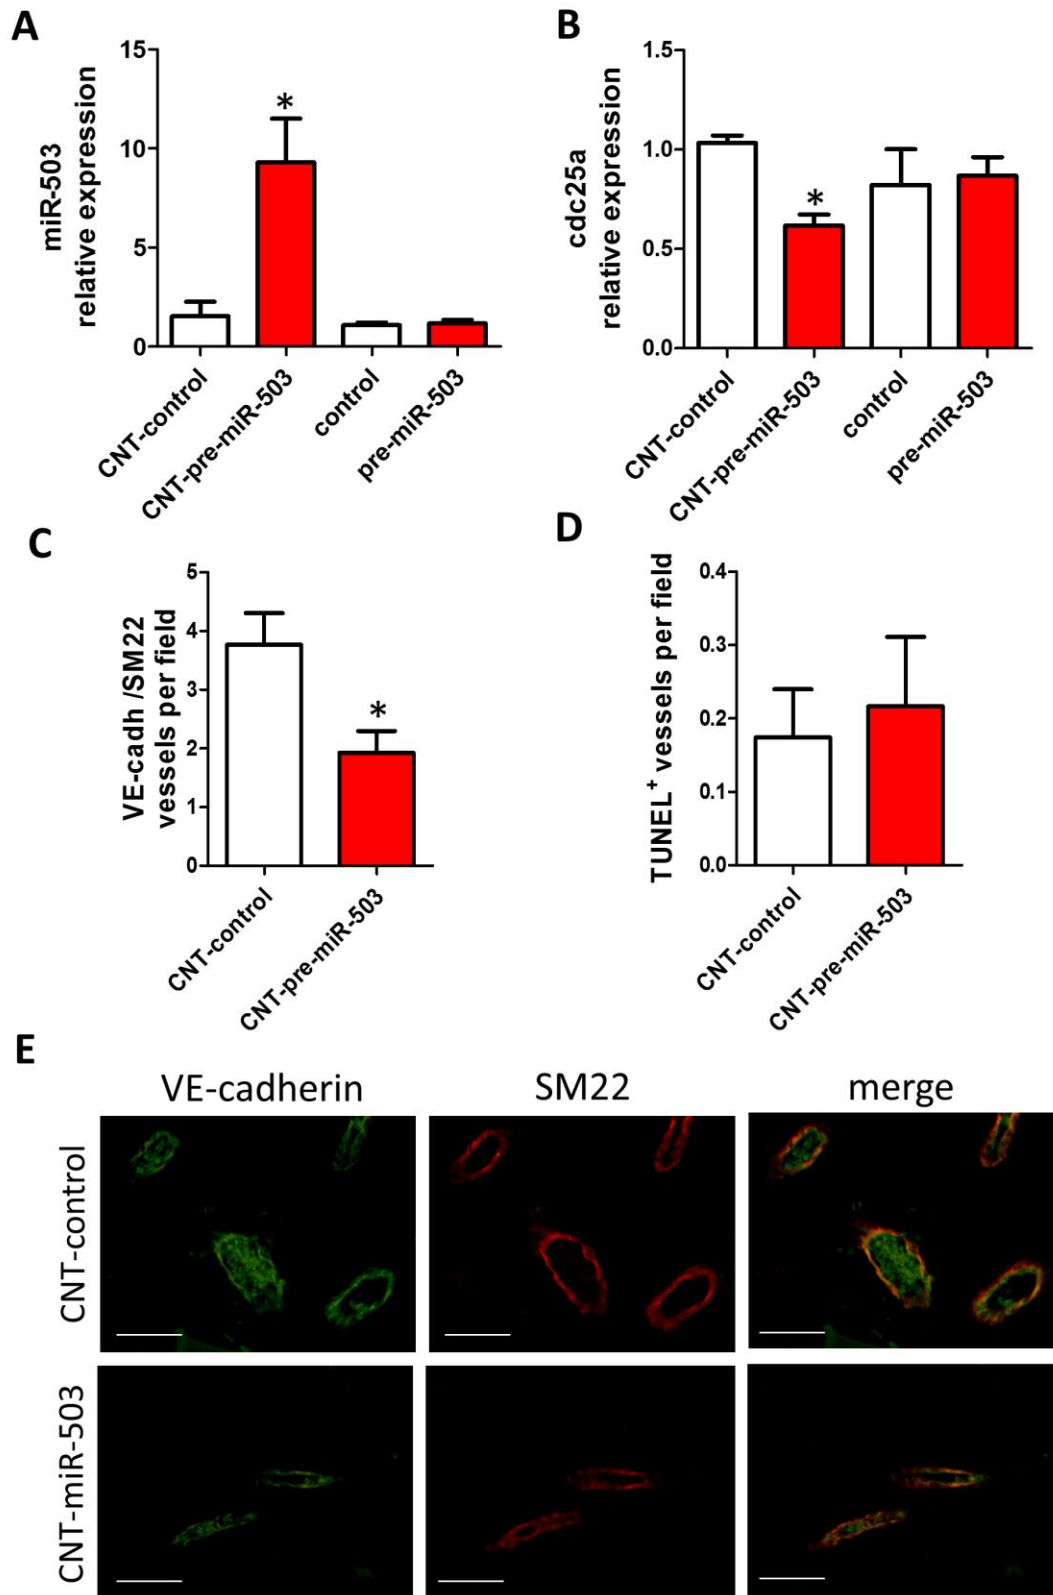 A
miR-503
relative expression
15
10
5
0
*
CNT-control
CNT-pre-miR-503
control
pre-miR-503
B
cdc25a
relative expression
1.5
1.0
0.5
0.0
*
CNT-control
CNT-pre-miR-503
control
pre-miR-503
C
VE-cadh /SM22
vessels per field
5
4
3
2
1
0
*
CNT-control
CNT-pre-miR-503
D
TUNEL⁺ vessels per field
0.4
0.3
0.2
0.1
0.0
CNT-control
CNT-pre-miR-503
E
VE-cadherin
SM22
merge
CNT-control
CNT-miR-503